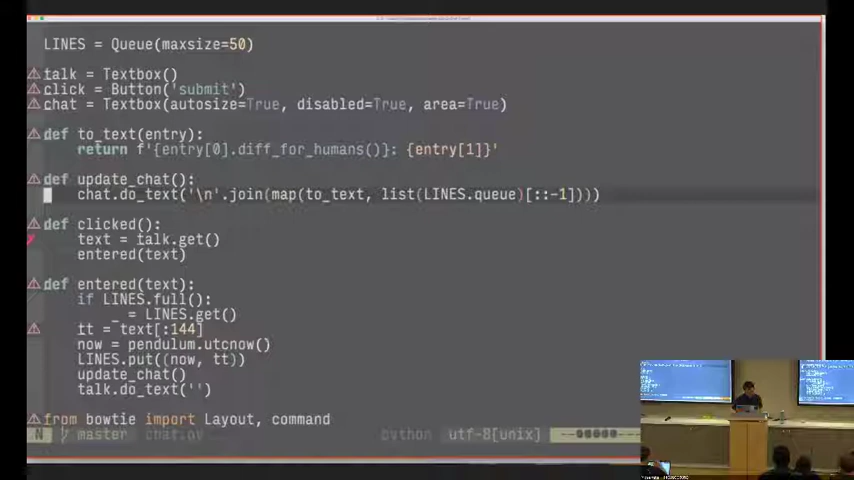 LINES = Queue(maxsize=50)
talk = Textbox()
click = Button('submit')
chat = Textbox(autosize=True, disabled=True, area=True)
def to_text(entry):
return f'{entry[0].diff_for_humans()}: {entry[1]}'
def update_chat():
chat.do_text('\n'.join(map(to_text, list(LINES.queue)[::-1])))
def clicked():
text = talk.get()
entered(text)
def entered(text):
if LINES.full():
_ = LINES.get()
tt = text[:144]
now = pendulum.utcnow()
LINES.put((now, tt))
update_chat()
talk.do_text('')
from bowtie import Layout, command
N master chat.py python utf-8[unix]